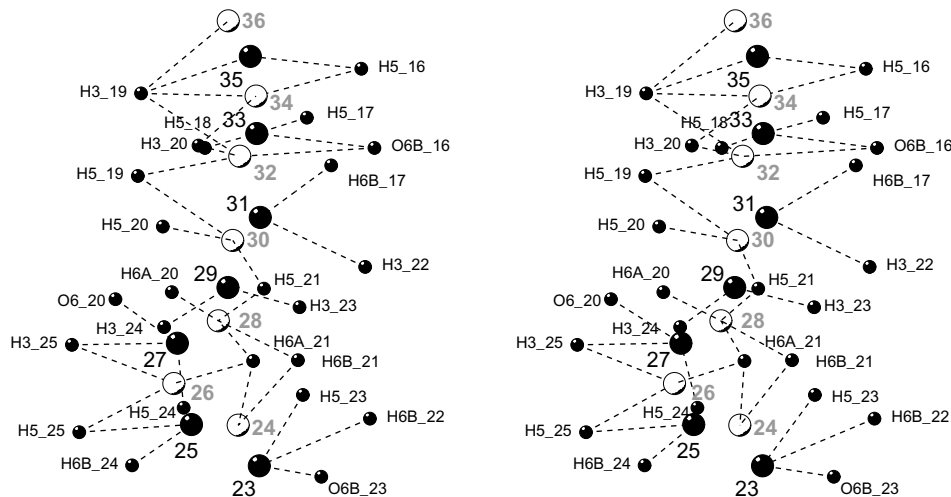 36
35
H5_16
H3_19
34
H5_17
H5_18
33
H3_20
O6B_16
32
H5_19
H6B_17
31
H5_20
30
H3_22
H6A_20
29
H5_21
O6_20
H3_23
28
H3_24
H3_25
H6A_21
27
H6B_21
26
H5_23
H5_24
H6B_22
H5_25
24
25
H6B_24
23
O6B_23
36
35
H5_16
H3_19
34
H5_17
H5_18
33
H3_20
O6B_16
32
H5_19
H6B_17
31
H5_20
30
H3_22
H6A_20
29
H5_21
O6_20
H3_23
28
H3_24
H3_25
H6A_21
27
H6B_21
26
H5_23
H5_24
H6B_22
H5_25
24
25
H6B_24
23
O6B_23